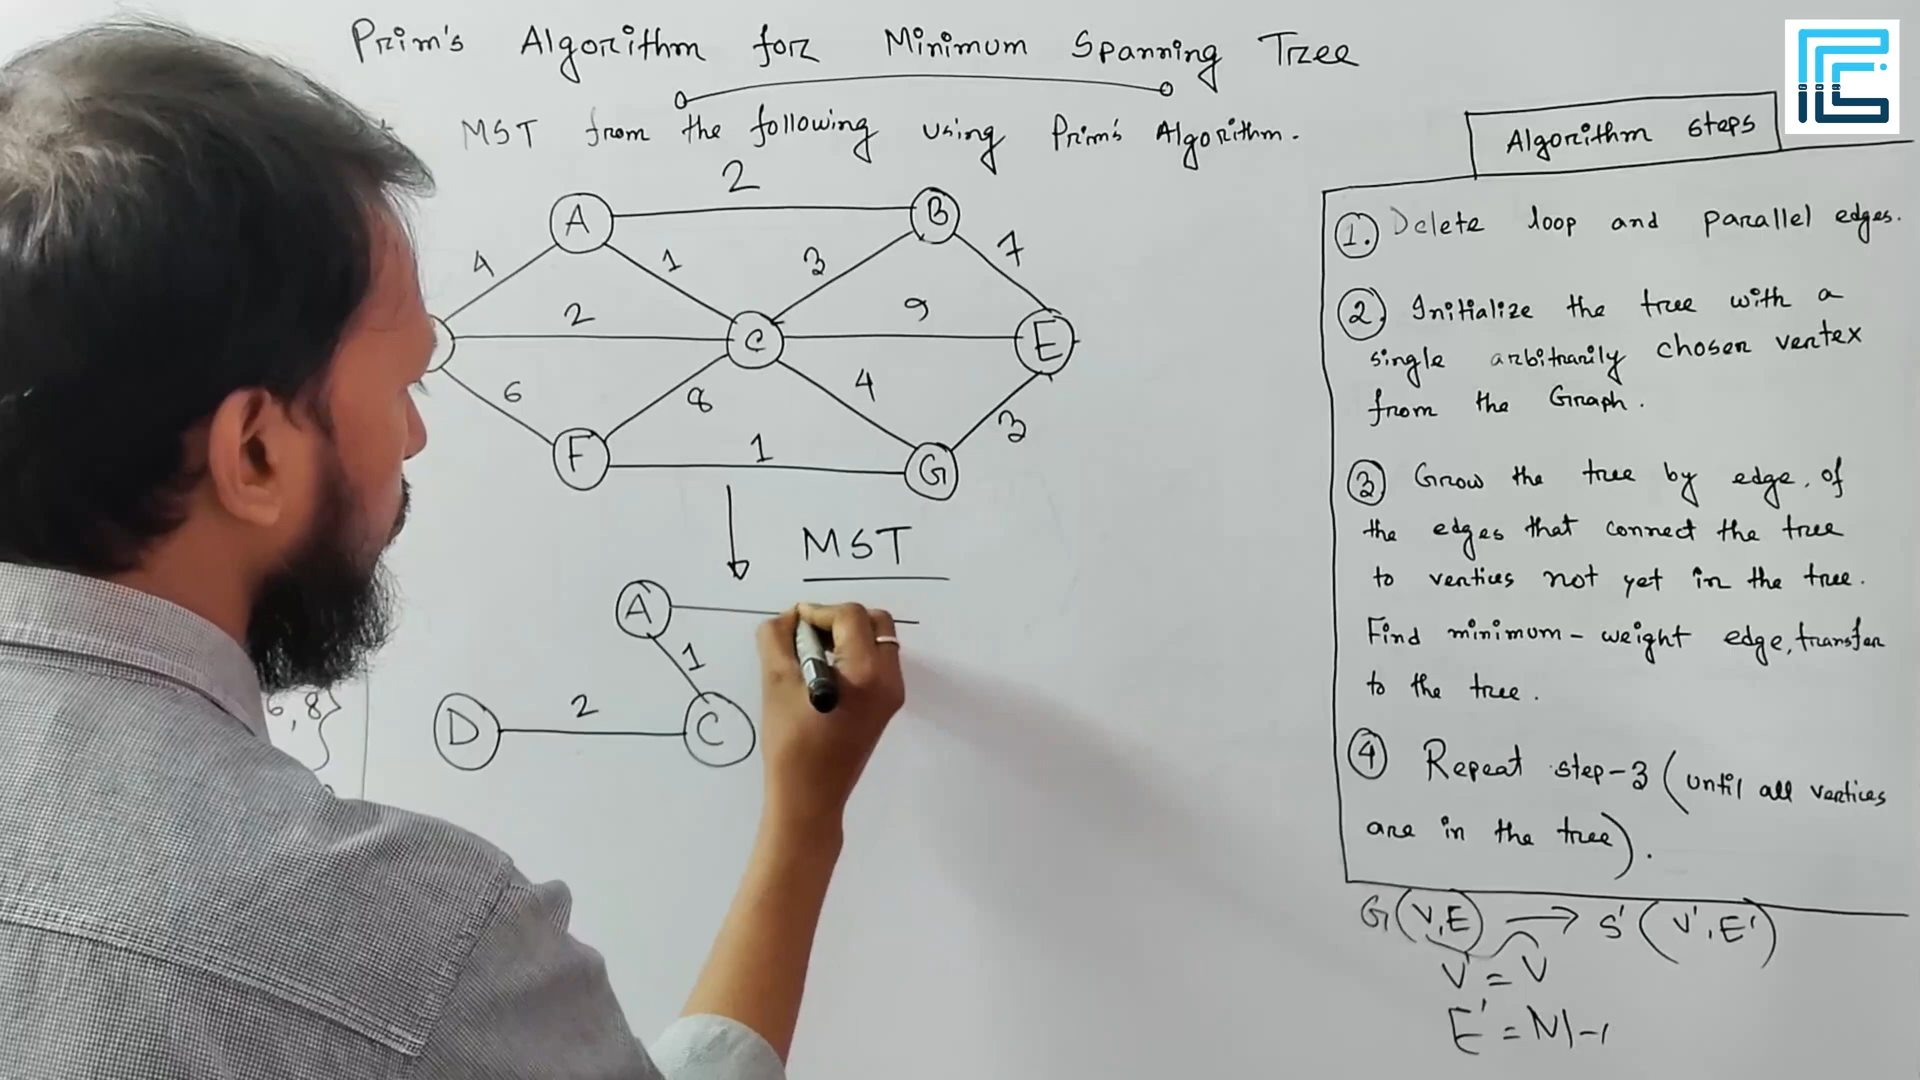 Prim's Algorithm for Minimum Spanning Tree
MST from the following using Prim's Algorithm.
2
A
B
4
1
3
7
2
9
C
E
6
8
4
3
F
1
G
MST
A
1
D
2
C
6,8}
Algorithm steps
1. Delete loop and parallel edges.
2. Initialize the tree with a
single arbitrarily chosen vertex
from the Graph.
3 Grow the tree by edge, of
the edges that connect the tree
to vertices not yet in the tree.
Find minimum-weight edge, transfer
to the tree.
4 Repeat step-3 (until all vertices
are in the tree).
G(V,E) → S'(V',E')
V' = V